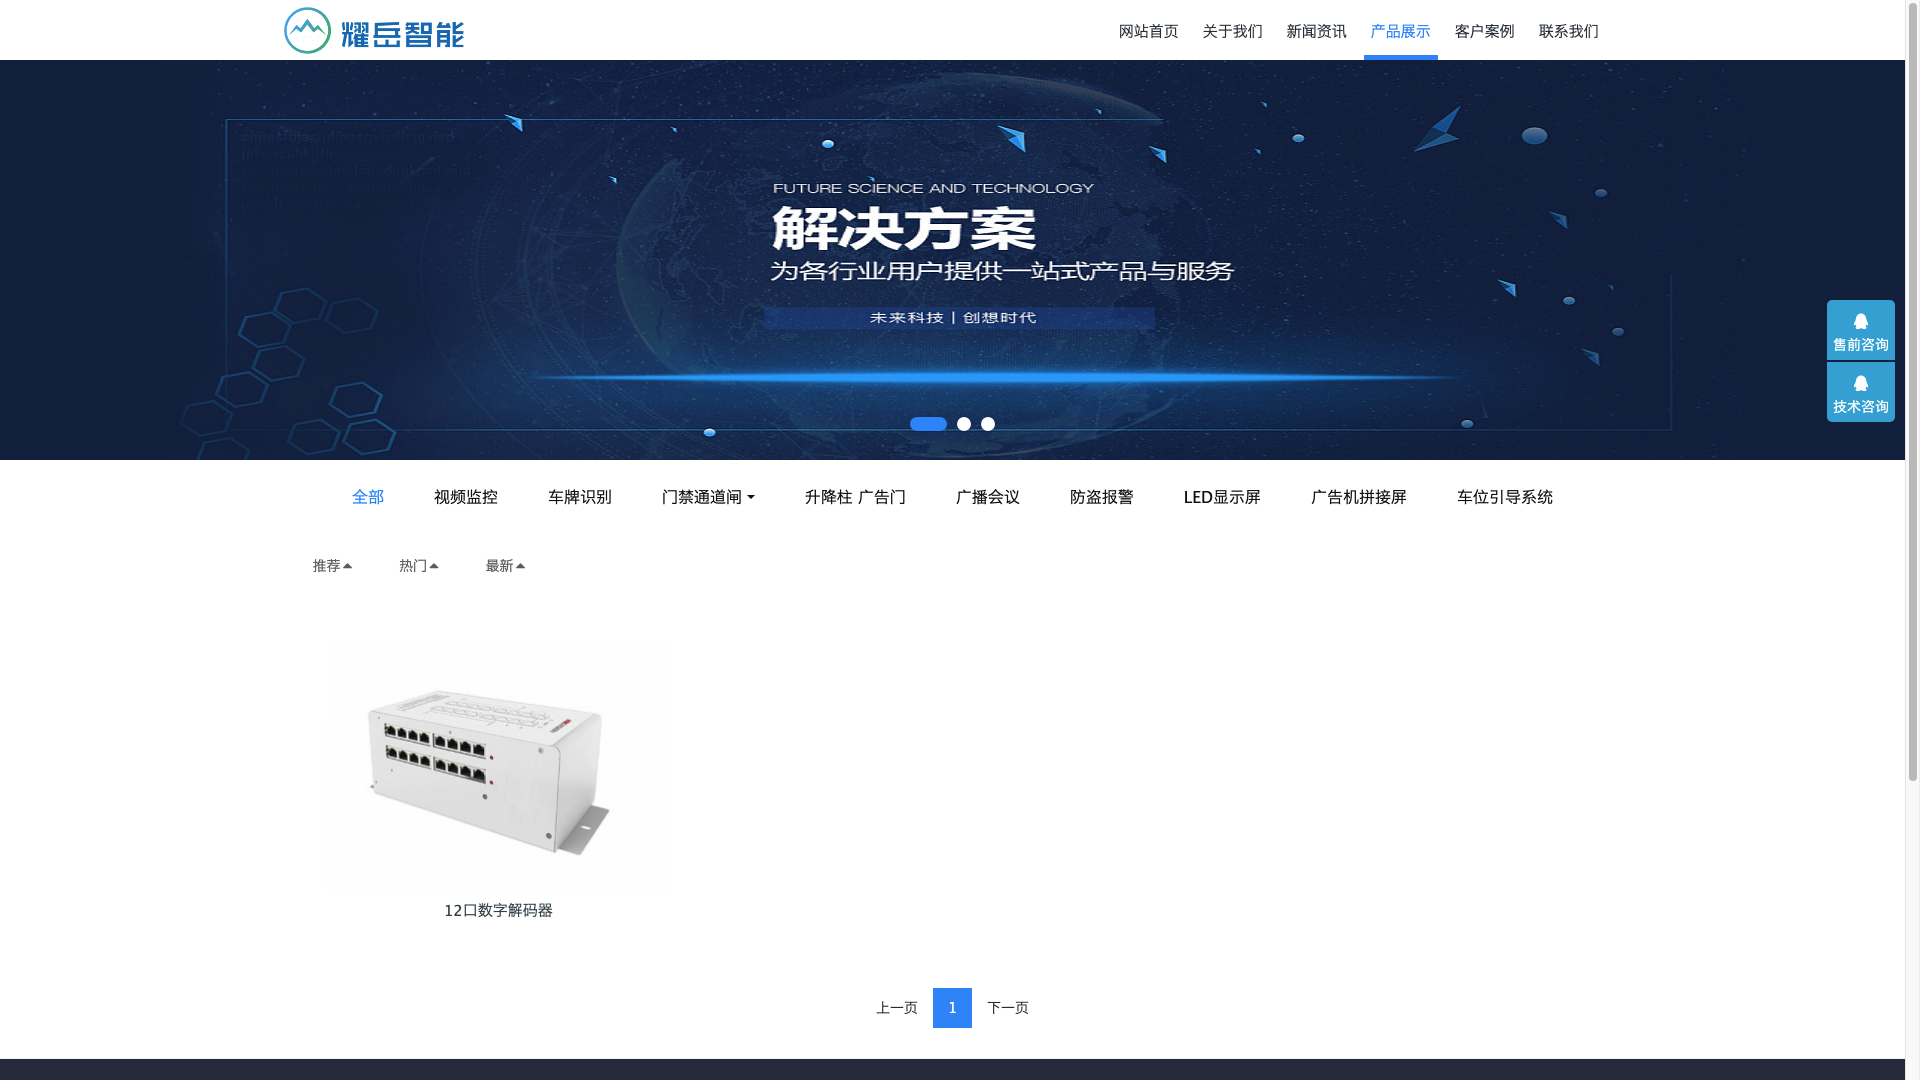 耀岳智能
网站首页 关于我们 新闻资讯 产品展示 客户案例 联系我们
FUTURE SCIENCE AND TECHNOLOGY
解决方案
为各行业用户提供一站式产品与服务
未来科技丨创想时代
售前咨询
技术咨询
全部 视频监控 车牌识别 门禁通道闸 升降柱 广告门 广播会议 防盗报警 LED显示屏 广告机拼接屏 车位引导系统
推荐 热门 最新
12口数字解码器
上一页 1 下一页